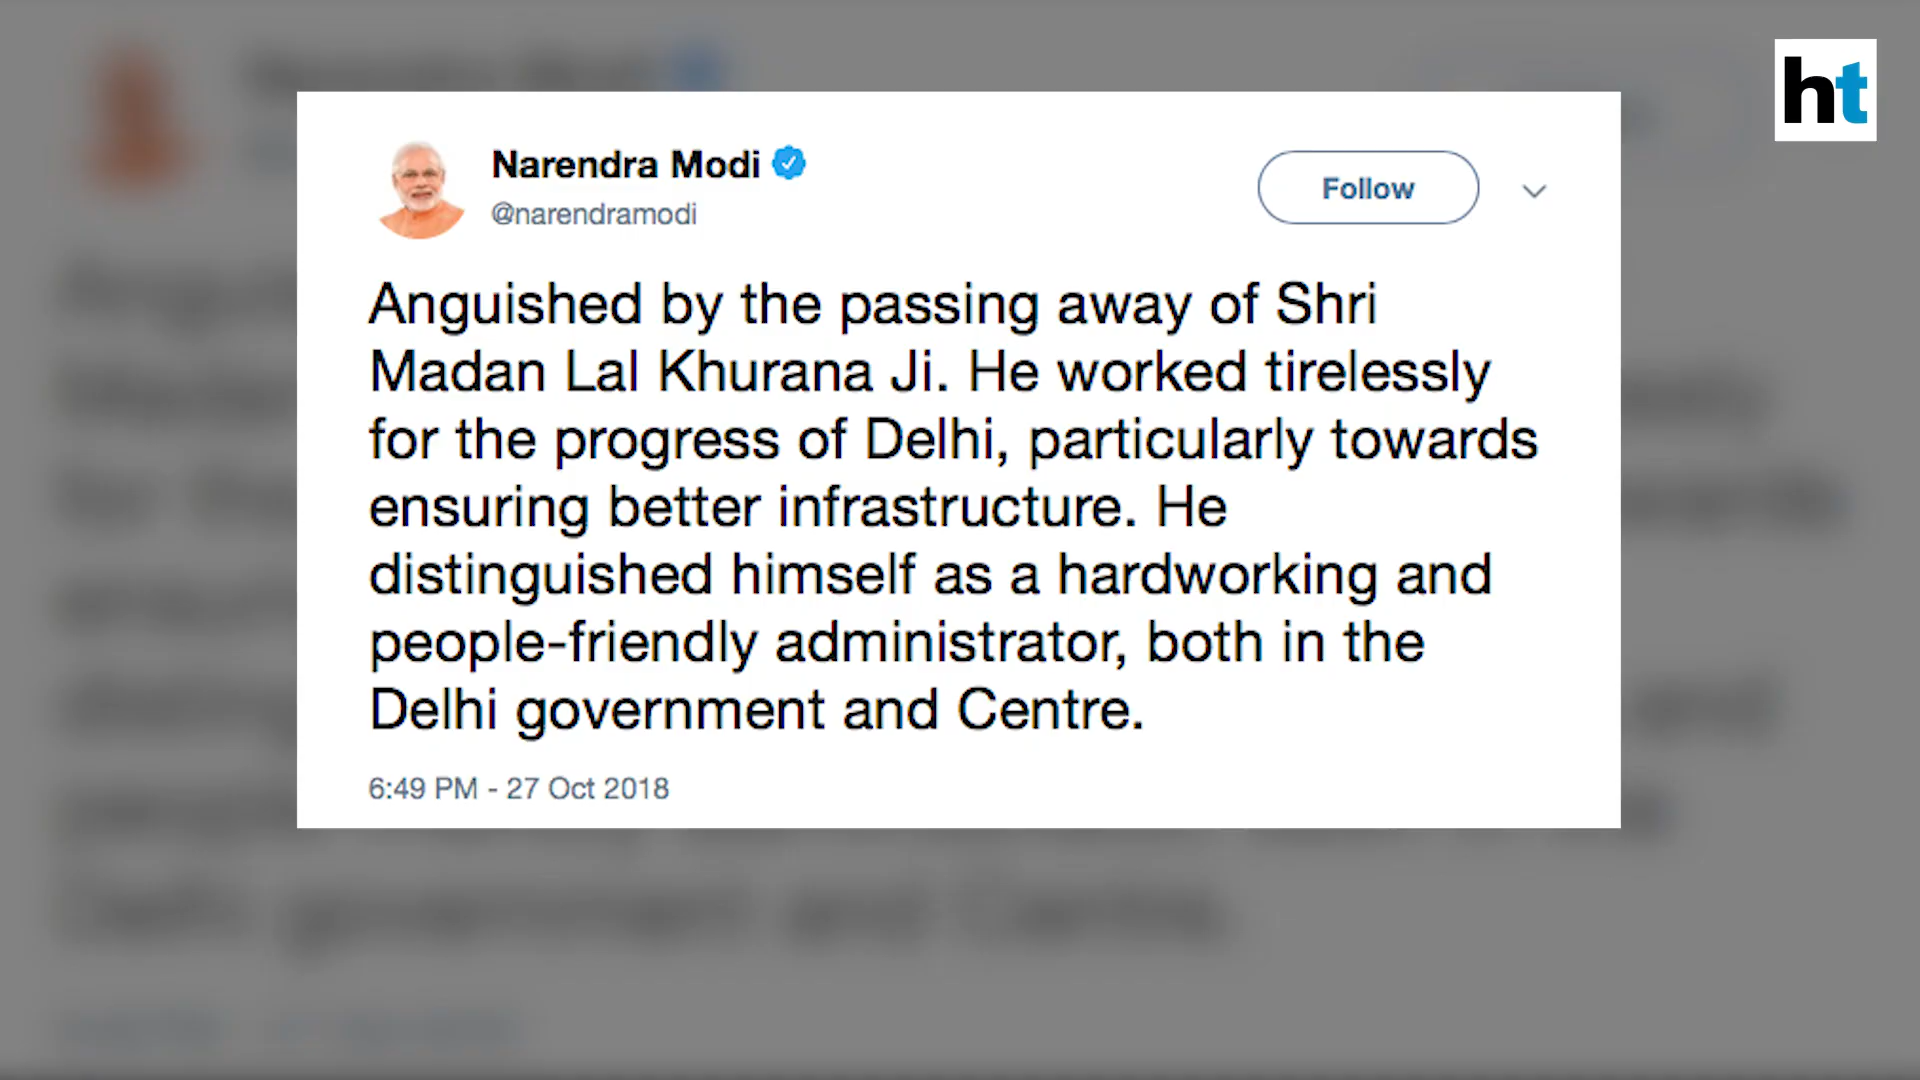 ht
Narendra Modi
@narendramodi
Follow
Anguished by the passing away of Shri
Madan Lal Khurana Ji. He worked tirelessly
for the progress of Delhi, particularly towards
ensuring better infrastructure. He
distinguished himself as a hardworking and
people-friendly administrator, both in the
Delhi government and Centre.
6:49 PM - 27 Oct 2018